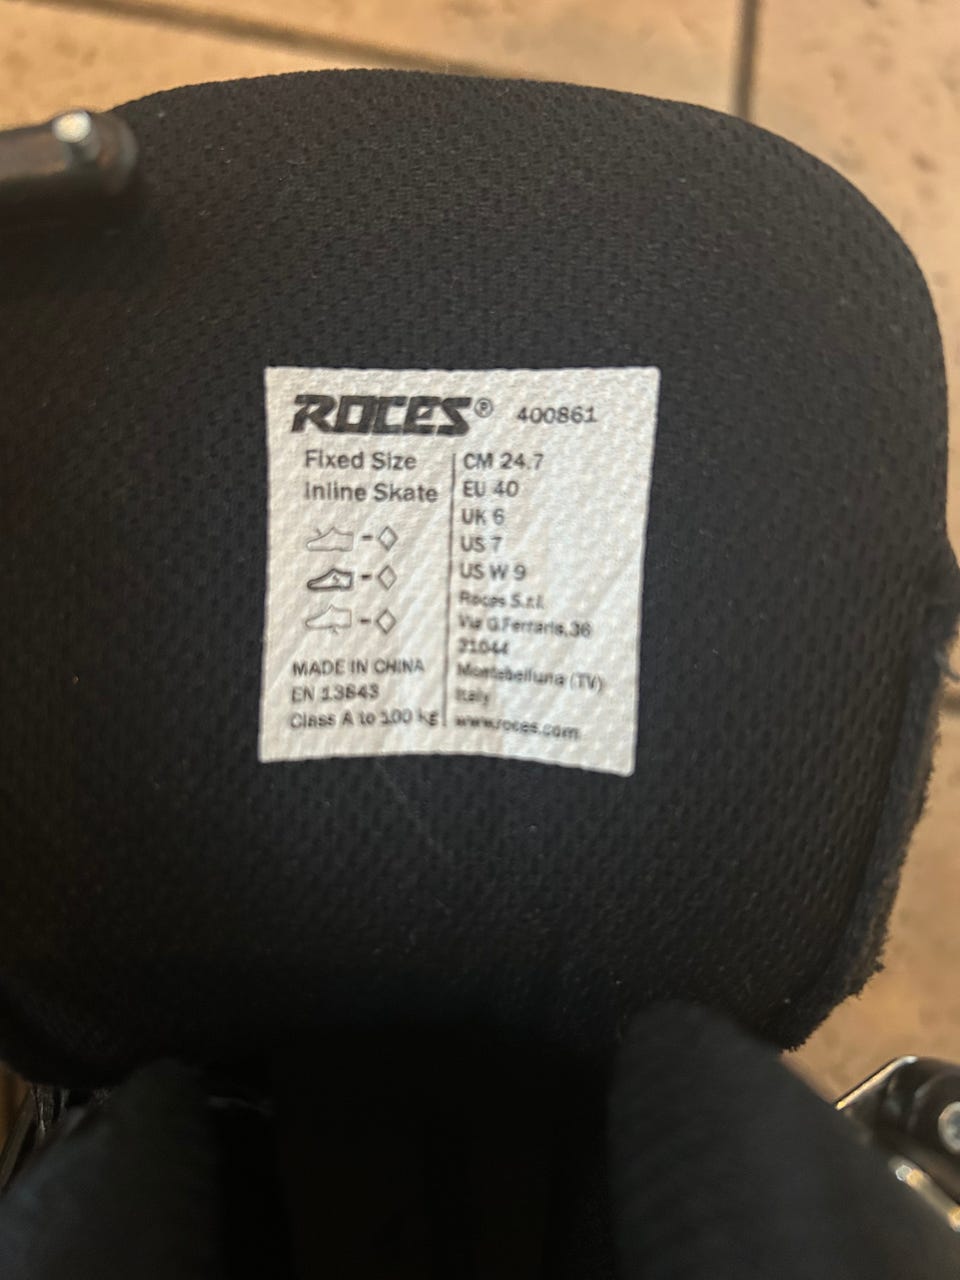 ROCES® 400861
Fixed Size
Inline Skate
CM 24.7
EU 40
UK 6
US 7
US W 9
Roces S.r.l.
Via G.Ferraris,36
31044
Montebelluna (TV)
Italy
www.roces.com
MADE IN CHINA
EN 13843
Class A to 100 kg